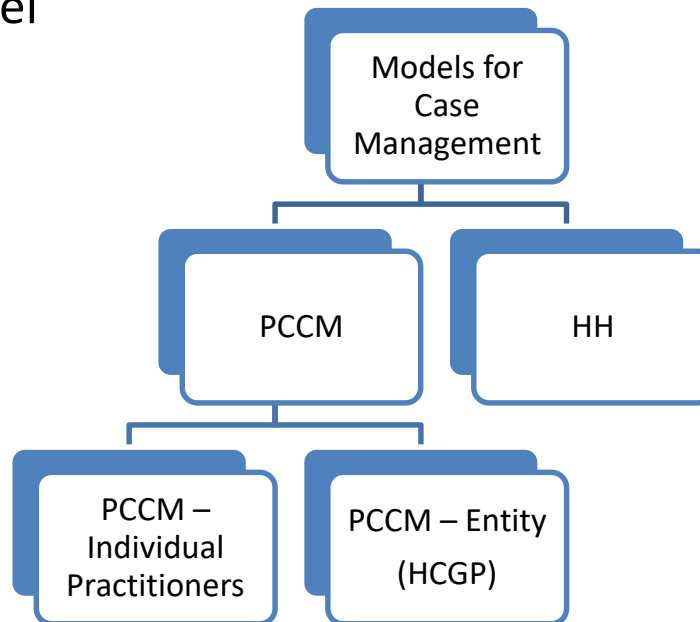 el
Models for
Case
Management
PCCM
HH
PCCM –
Individual
Practitioners
PCCM – Entity
(HCGP)